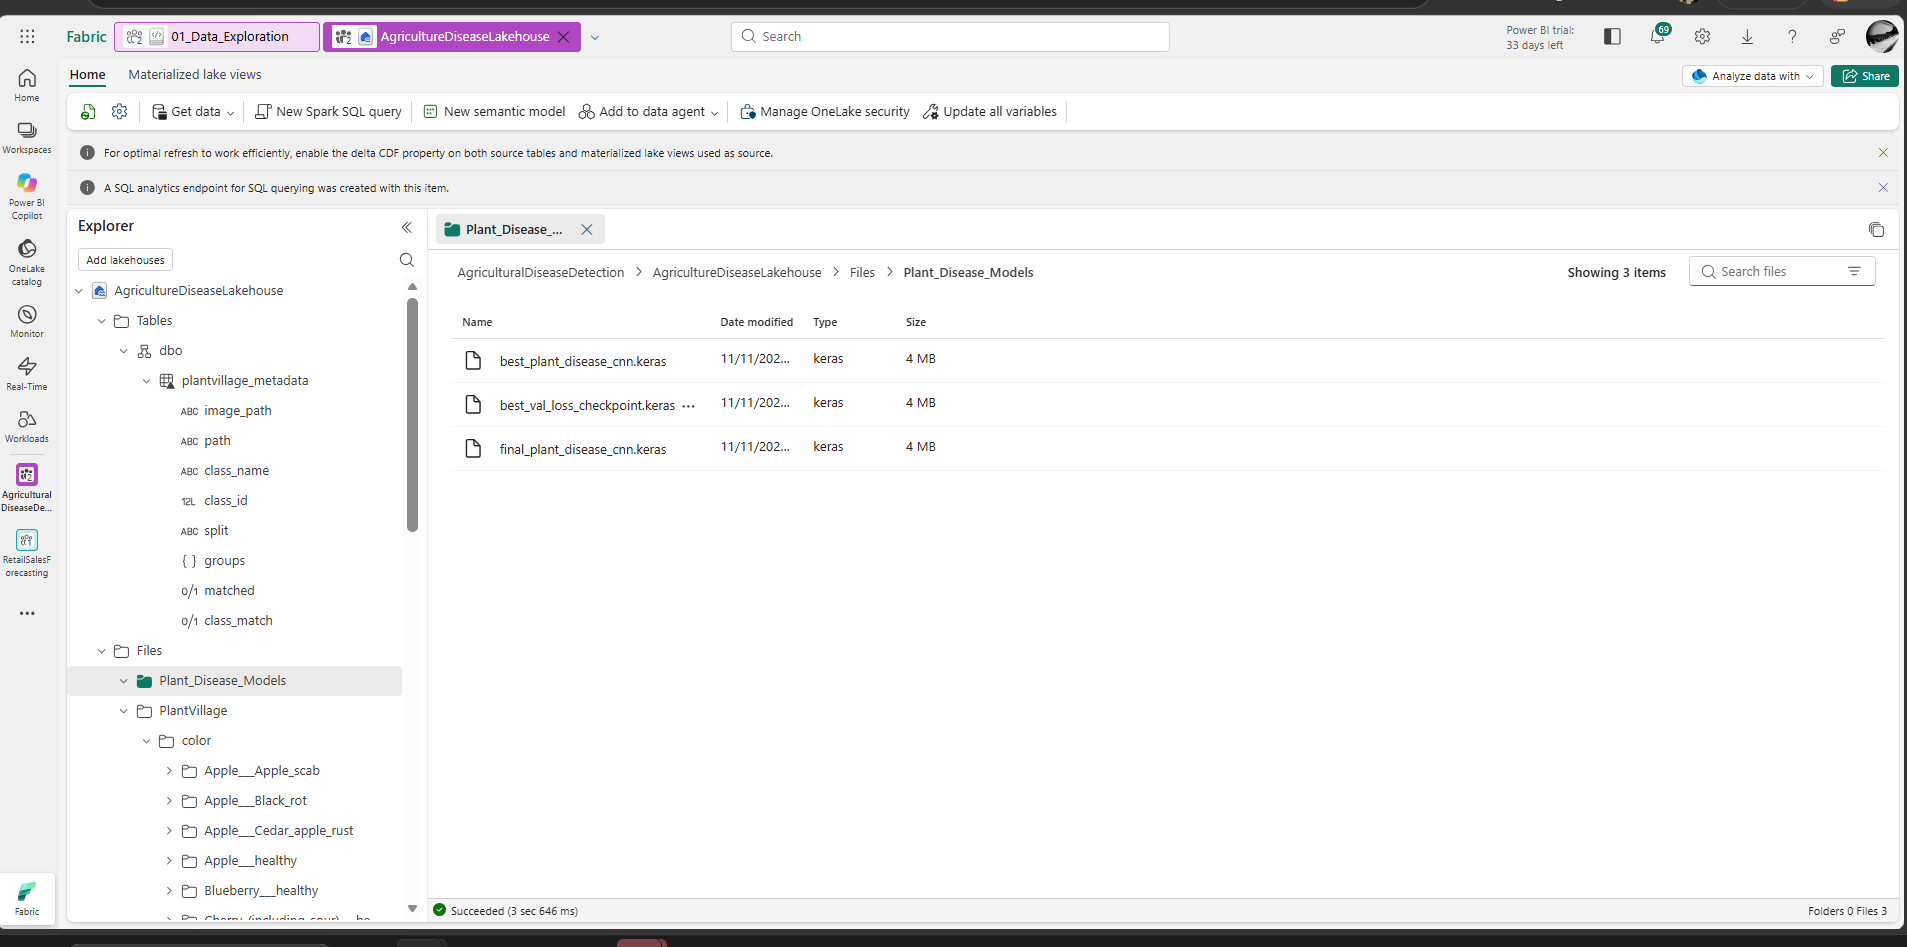 Fabric
01_Data_Exploration
AgricultureDiseaseLakehouse
Search
Power BI trial:
33 days left
69
Home
Materialized lake views
Analyze data with
Share
Get data
New Spark SQL query
New semantic model
Add to data agent
Manage OneLake security
Update all variables
For optimal refresh to work efficiently, enable the delta CDF property on both source tables and materialized lake views used as source.
A SQL analytics endpoint for SQL querying was created with this item.
Home
Workspaces
Power BI
Copilot
OneLake
catalog
Monitor
Real-Time
Workloads
Agricultural
DiseaseDe...
RetailSalesF
orecasting
Fabric
Explorer
Add lakehouses
AgricultureDiseaseLakehouse
Tables
dbo
plantvillage_metadata
ABC image_path
ABC path
ABC class_name
12L class_id
ABC split
{ } groups
0/1 matched
0/1 class_match
Files
Plant_Disease_Models
PlantVillage
color
Apple___Apple_scab
Apple___Black_rot
Apple___Cedar_apple_rust
Apple___healthy
Blueberry___healthy
Plant_Disease_...
AgriculturalDiseaseDetection > AgricultureDiseaseLakehouse > Files > Plant_Disease_Models
Showing 3 items
Search files
Name Date modified Type Size
best_plant_disease_cnn.keras 11/11/202... keras 4 MB
best_val_loss_checkpoint.keras ... 11/11/202... keras 4 MB
final_plant_disease_cnn.keras 11/11/202... keras 4 MB
Succeeded (3 sec 646 ms)
Folders 0 Files 3